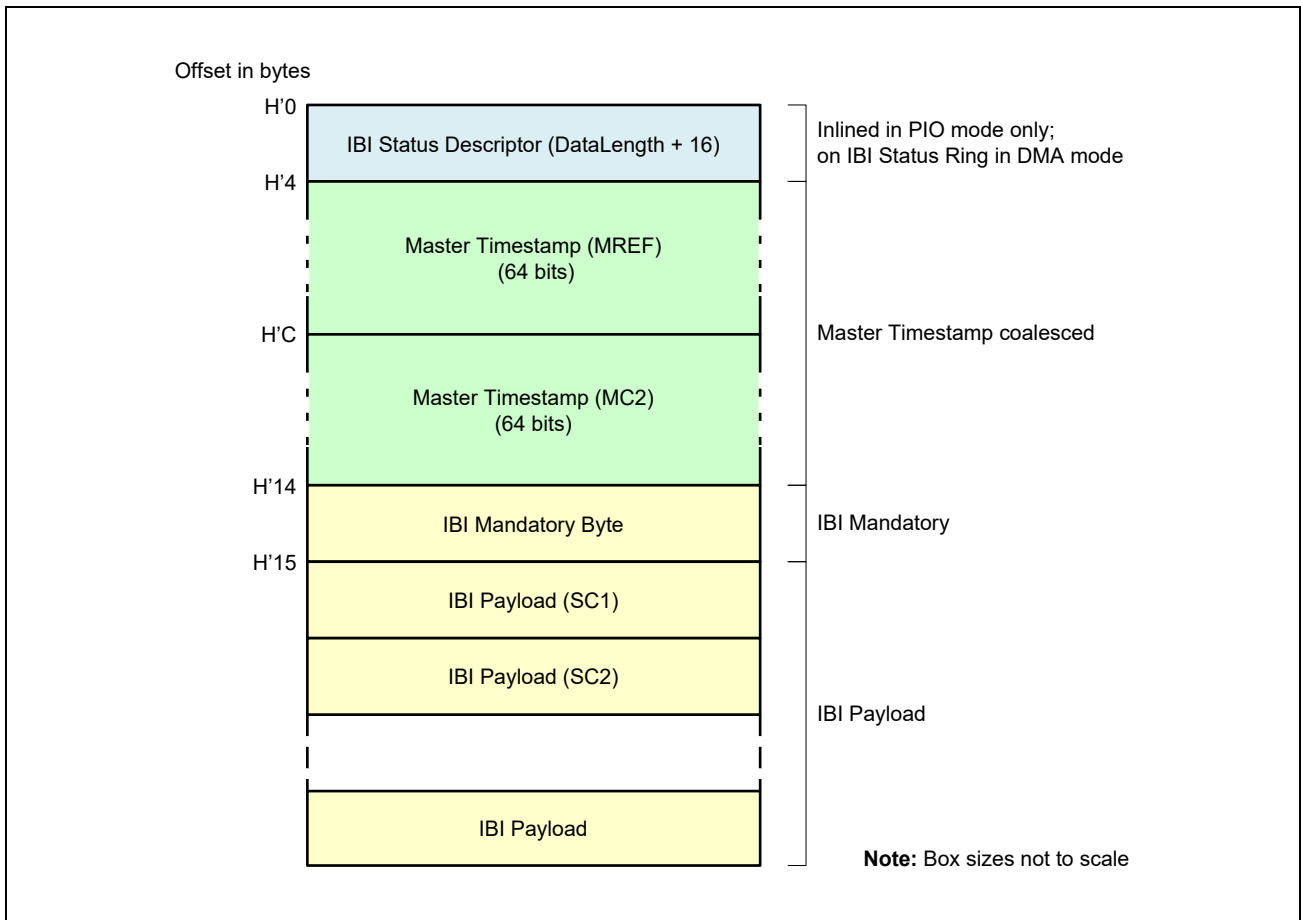 Offset in bytes
H’0
IBI Status Descriptor (DataLength + 16)
Inlined in PIO mode only;
on IBI Status Ring in DMA mode
H’4
Master Timestamp (MREF)
(64 bits)
H’C
Master Timestamp coalesced
Master Timestamp (MC2)
(64 bits)
H’14
IBI Mandatory Byte
IBI Mandatory
H’15
IBI Payload (SC1)
IBI Payload (SC2)
IBI Payload
IBI Payload
Note: Box sizes not to scale